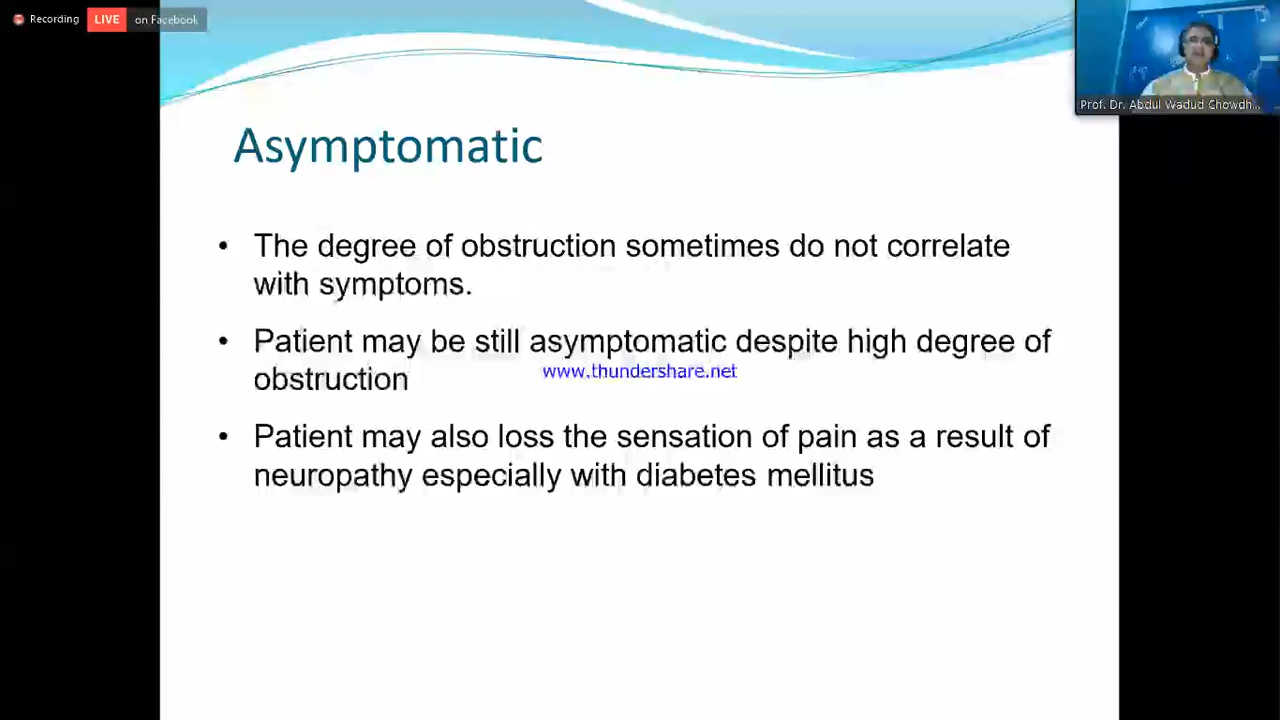 Recording
LIVE on Facebook
Prof. Dr. Abdul Wadud Chowdh...
Asymptomatic
• The degree of obstruction sometimes do not correlate
with symptoms.
• Patient may be still asymptomatic despite high degree of
obstruction
www.thundershare.net
• Patient may also loss the sensation of pain as a result of
neuropathy especially with diabetes mellitus